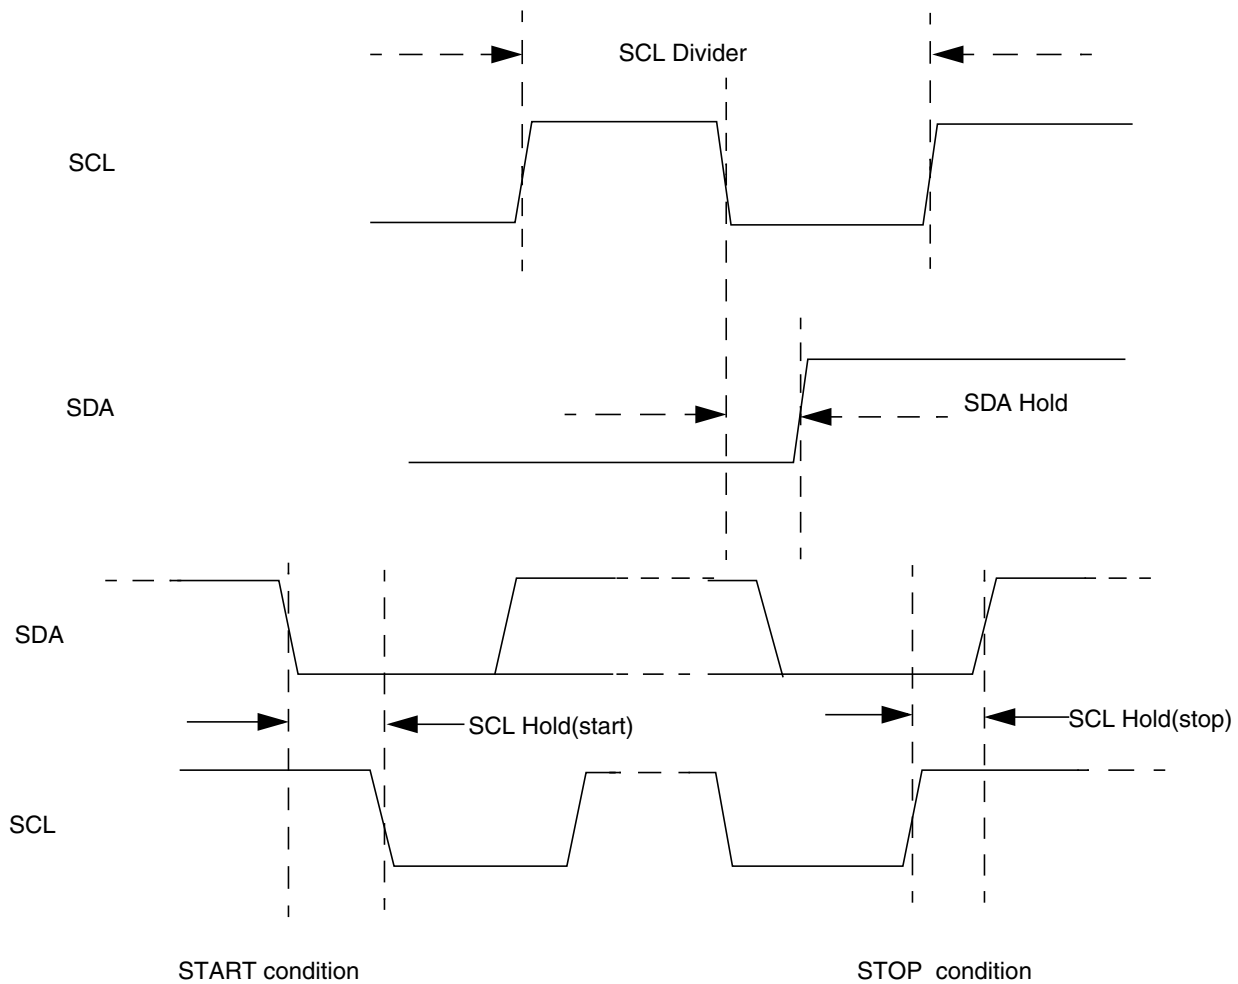 SCL Divider
SCL
SDA
SDA Hold
SDA
SCL Hold(start)
SCL Hold(stop)
SCL
START condition
STOP condition